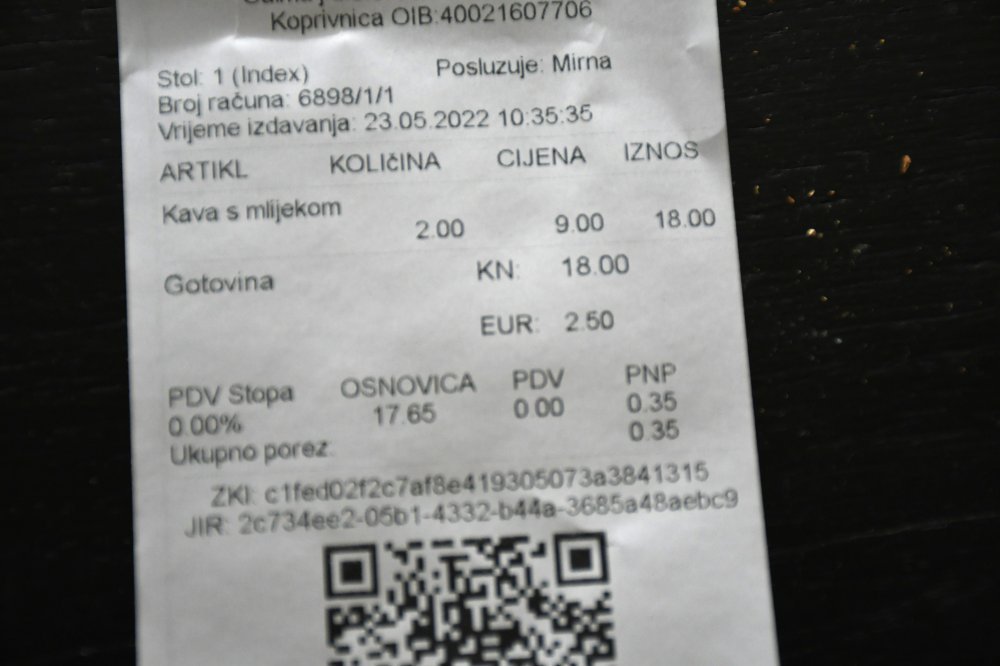 Koprivnica OIB:40021607706
Stol: 1 (Index) Posluzuje: Mirna
Broj računa: 6898/1/1
Vrijeme izdavanja: 23.05.2022 10:35:35
ARTIKL KOLIčINA CIJENA IZNOS
Kava s mlijekom
2.00 9.00 18.00
Gotovina KN: 18.00
EUR: 2.50
PDV Stopa OSNOVICA PDV PNP
0.00% 17.65 0.00 0.35
Ukupno porez: 0.35
ZKI: c1fed02f2c7af8e419305073a3841315
JIR: 2c734ee2-05b1-4332-b44a-3685a48aebc9